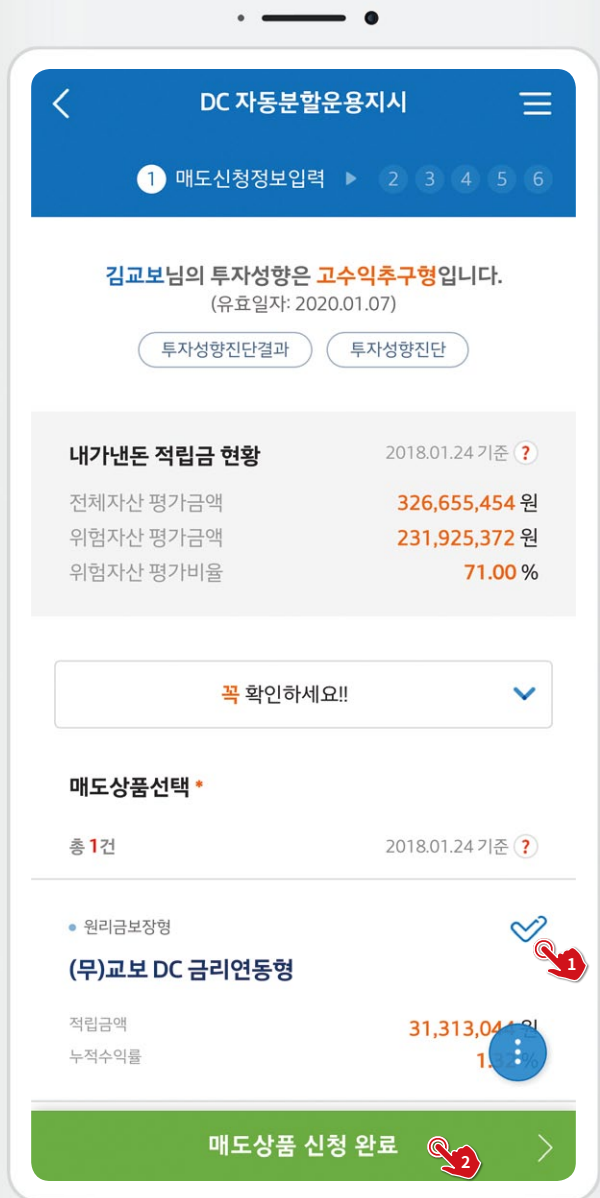 DC 자동분할운용지시
1 매도신청정보입력 ▶ 2 3 4 5 6
김교보님의 투자성향은 고수익추구형입니다.
(유효일자: 2020.01.07)
투자성향진단결과 투자성향진단
내가낸돈 적립금 현황 2018.01.24 기준 ?
전체자산 평가금액 326,655,454 원
위험자산 평가금액 231,925,372 원
위험자산 평가비율 71.00 %
꼭 확인하세요!!
매도상품선택 *
총 1건 2018.01.24 기준 ?
• 원리금보장형
1
(무)교보 DC 금리연동형
적립금액 31,313,044 원
누적수익률 1.32 %
매도상품 신청 완료 2